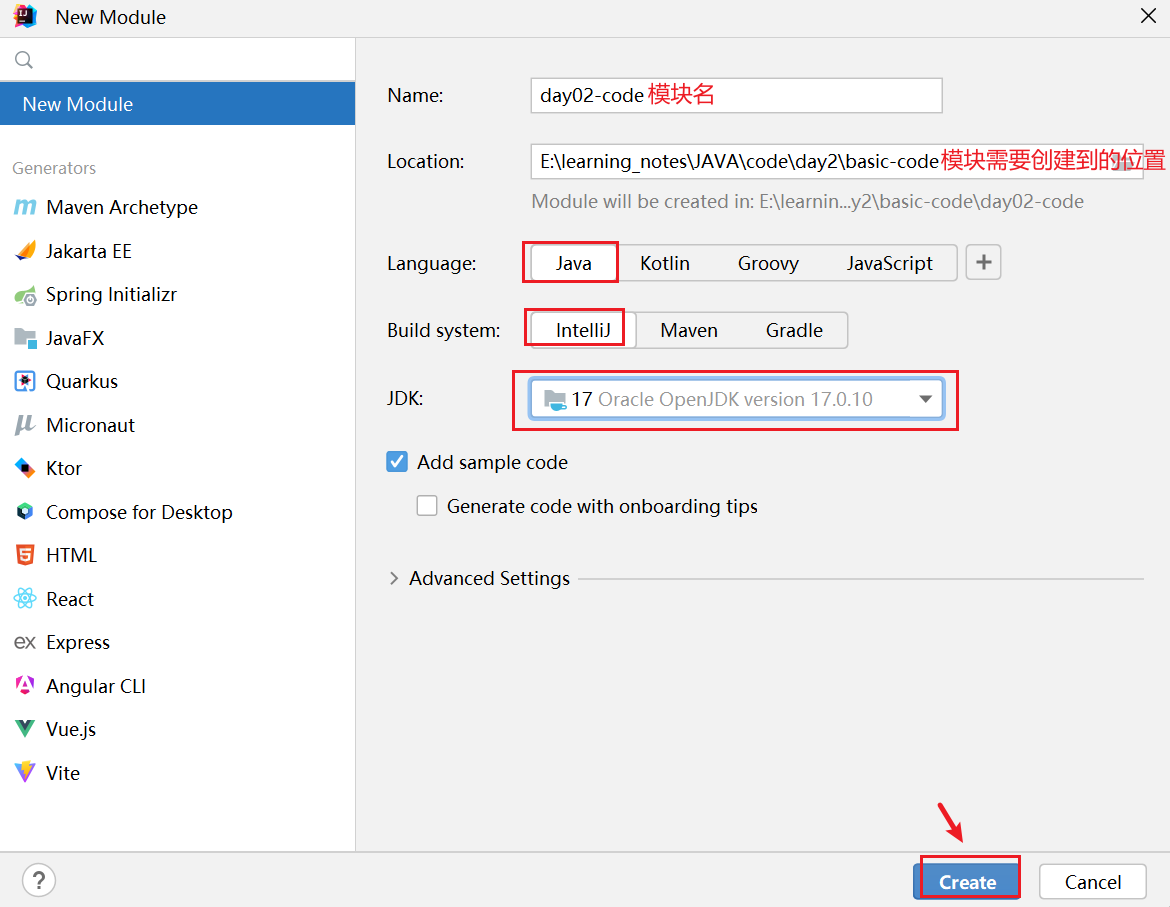 New Module
New Module
Generators
Maven Archetype
Jakarta EE
Spring Initializr
JavaFX
Quarkus
Micronaut
Ktor
Compose for Desktop
HTML
React
ex Express
Angular CLI
Vue.js
Vite
Name: day02-code 模块名
Location: E:\learning_notes\JAVA\code\day2\basic-code 模块需要创建到的位置
Module will be created in: E:\learnin...y2\basic-code\day02-code
Language: Java Kotlin Groovy JavaScript +
Build system: IntelliJ Maven Gradle
JDK: 17 Oracle OpenJDK version 17.0.10
Add sample code
Generate code with onboarding tips
Advanced Settings
? Create Cancel